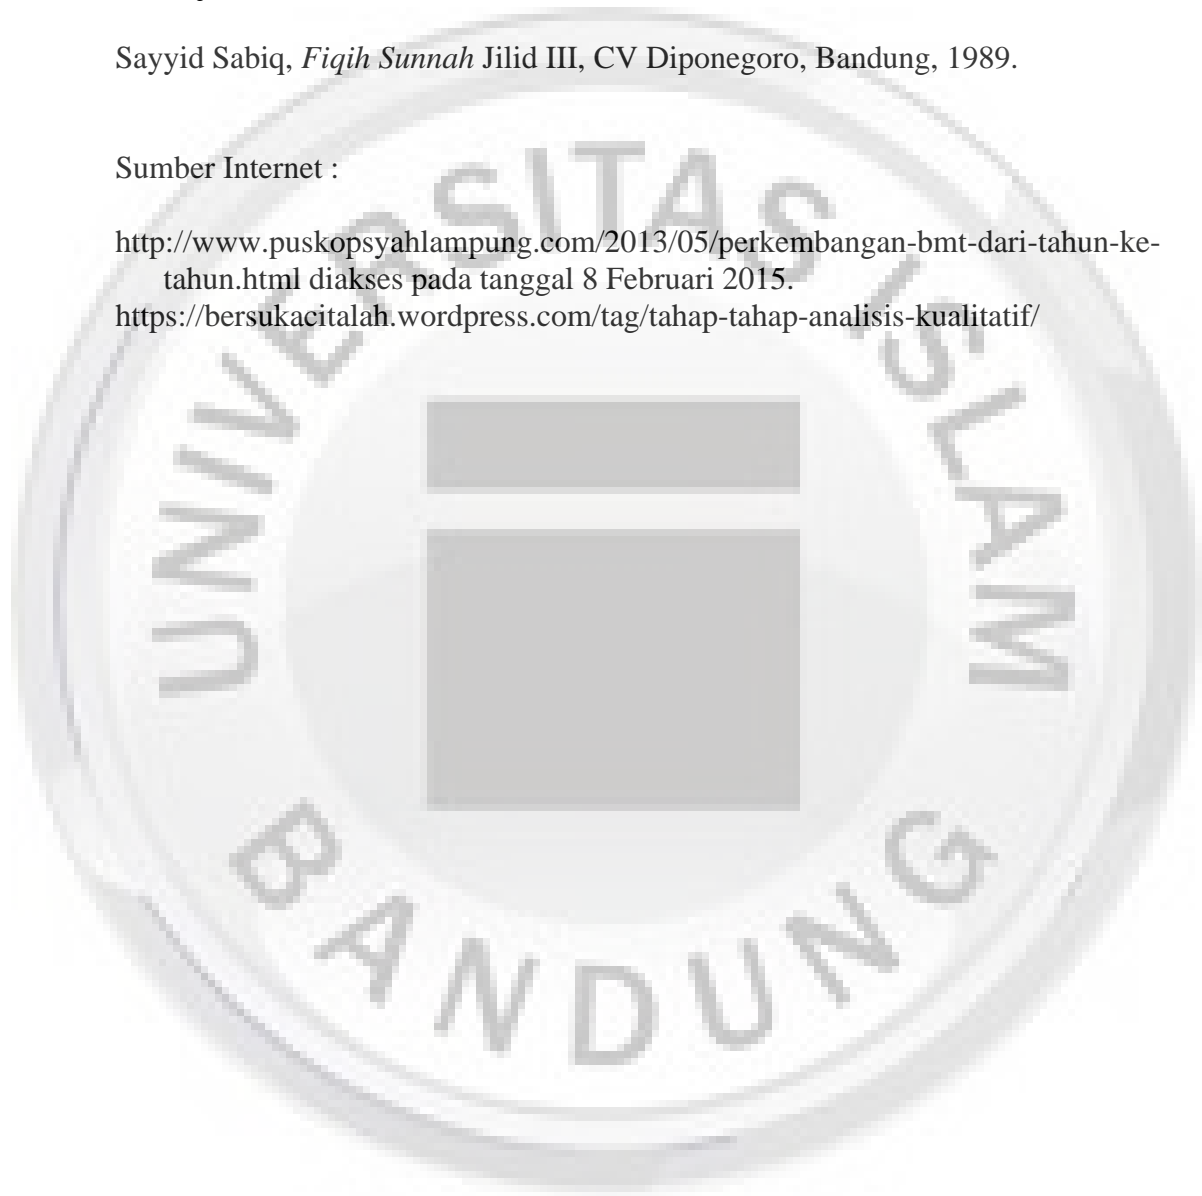 Sayyid Sabiq, Fiqih Sunnah Jilid III, CV Diponegoro, Bandung, 1989.
Sumber Internet :
http://www.puskopsyahlampung.com/2013/05/perkembangan-bmt-dari-tahun-ke-
tahun.html diakses pada tanggal 8 Februari 2015.
https://bersukacitalah.wordpress.com/tag/tahap-tahap-analisis-kualitatif/
UNIVERSITAS ISLAM
BANDUNG